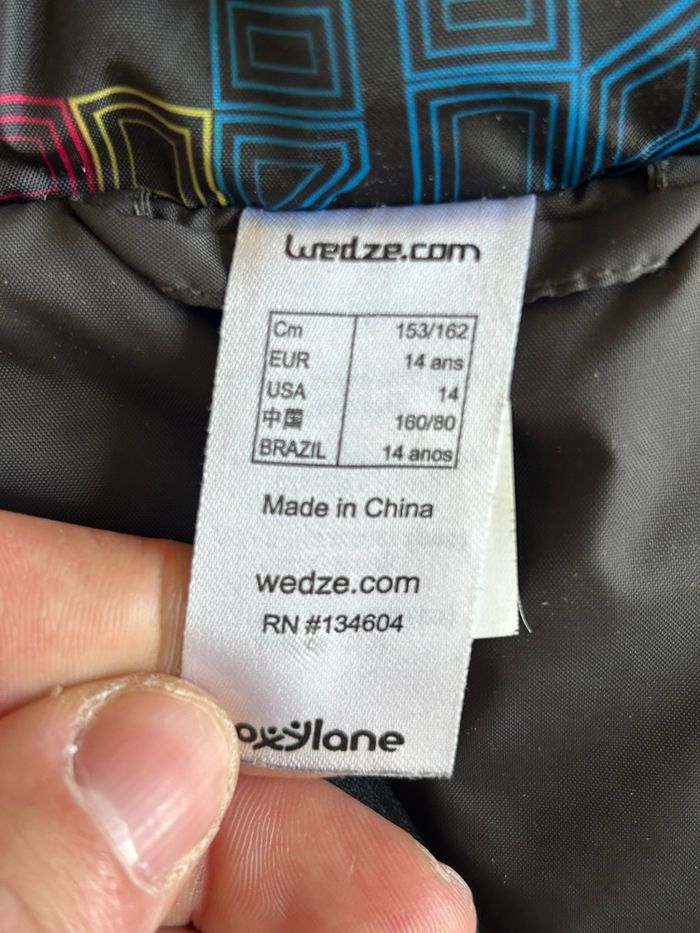 wedze.com
Cm 153/162
EUR 14 ans
USA 14
中国 160/80
BRAZIL 14 anos
Made in China
wedze.com
RN #134604
oxylane